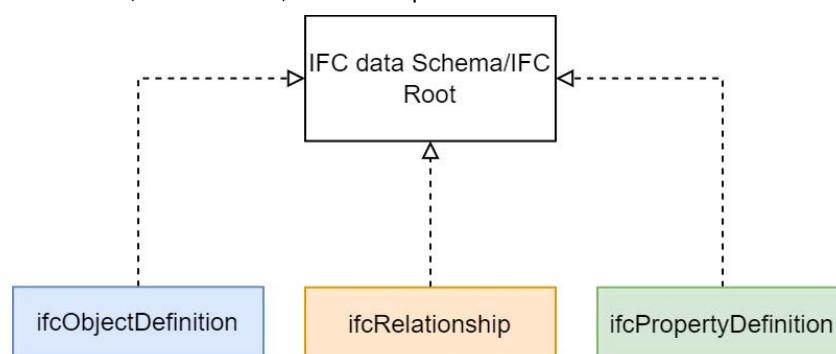 IFC data Schema/IFC
Root
ifcObjectDefinition
ifcRelationship
ifcPropertyDefinition